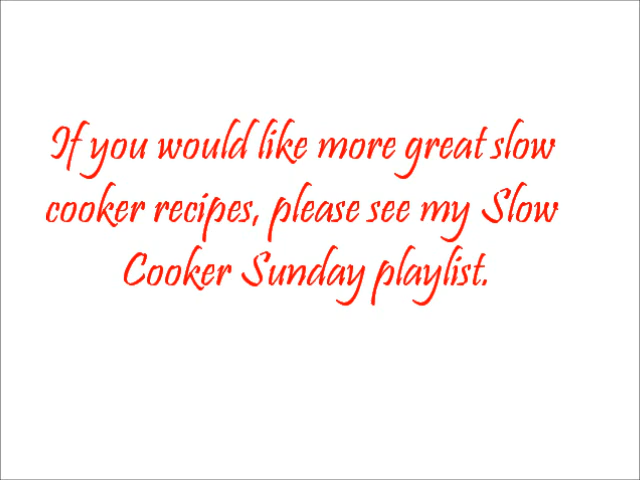 If you would like more great slow
cooker recipes, please see my Slow
Cooker Sunday playlist.